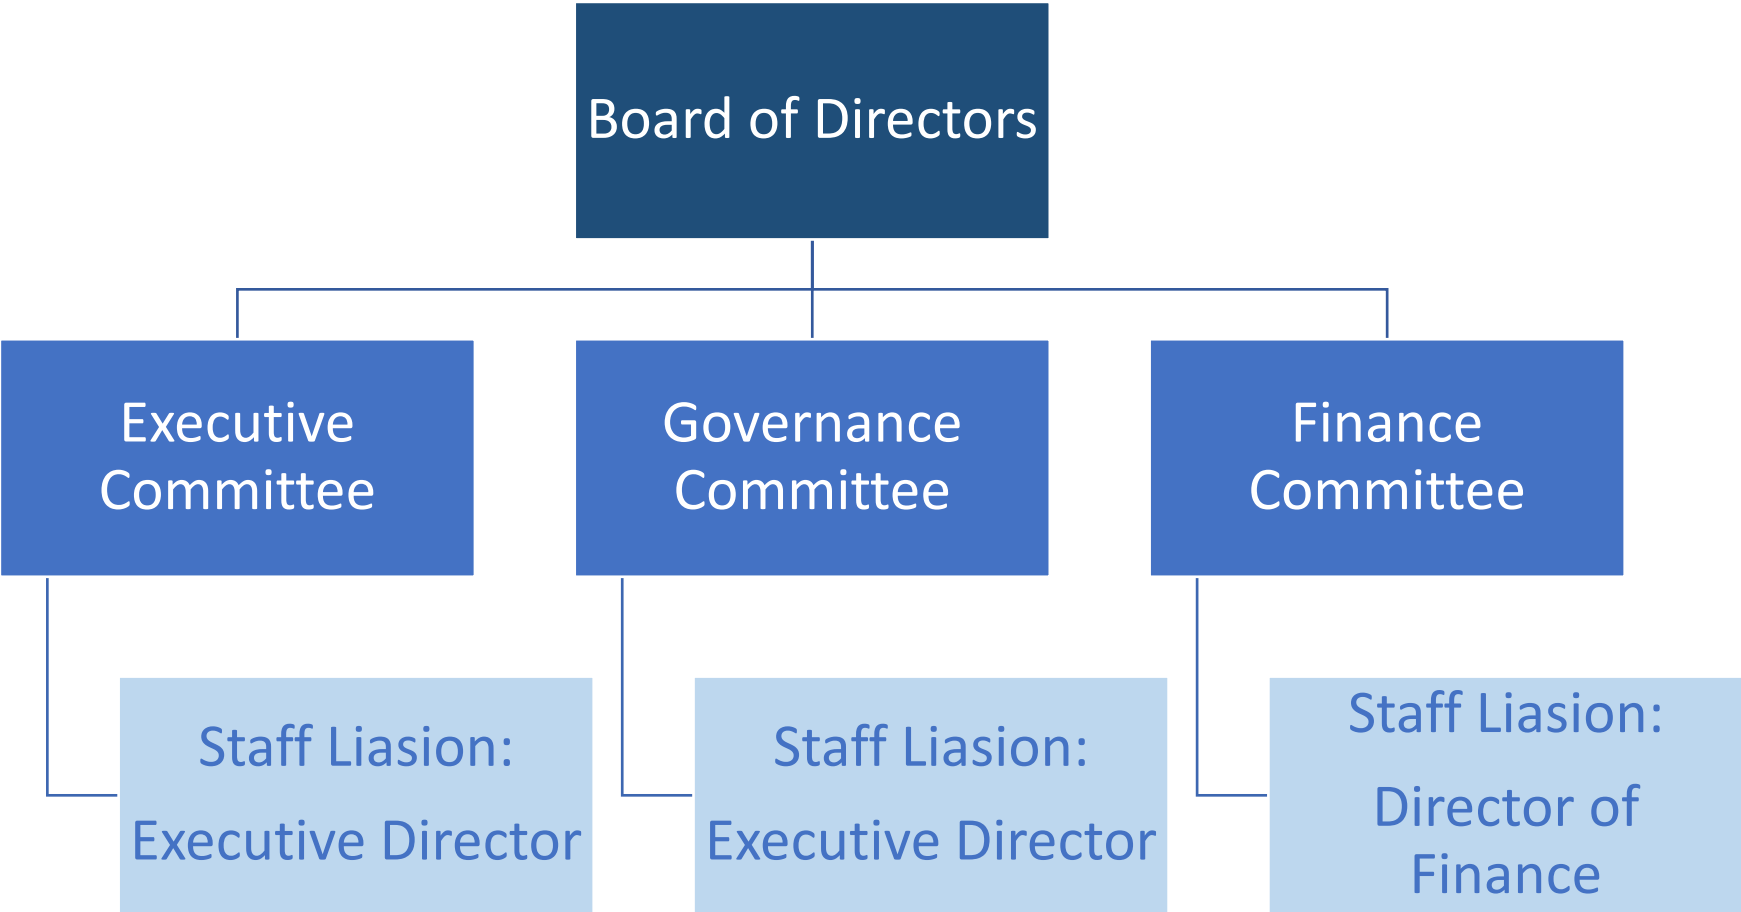 Board of Directors
Executive
Committee
Governance
Committee
Finance
Committee
Staff Liasion:
Executive Director
Staff Liasion:
Executive Director
Staff Liasion:
Director of
Finance